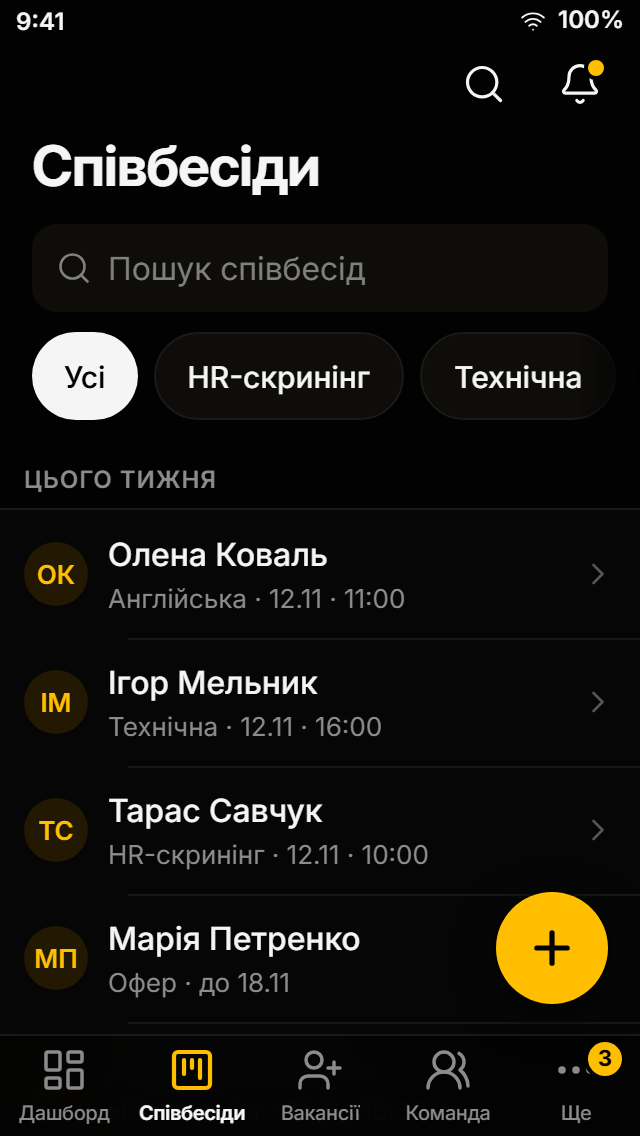 9:41
100%
Співбесіди
Пошук співбесід
Усі
HR-скринінг
Технічна
ЦЬОГО ТИЖНЯ
ОК
Олена Коваль
Англійська · 12.11 · 11:00
ІМ
Ігор Мельник
Технічна · 12.11 · 16:00
ТС
Тарас Савчук
HR-скринінг · 12.11 · 10:00
МП
Марія Петренко
Офер · до 18.11
3
Дашборд
Співбесіди
Вакансії
Команда
Ще